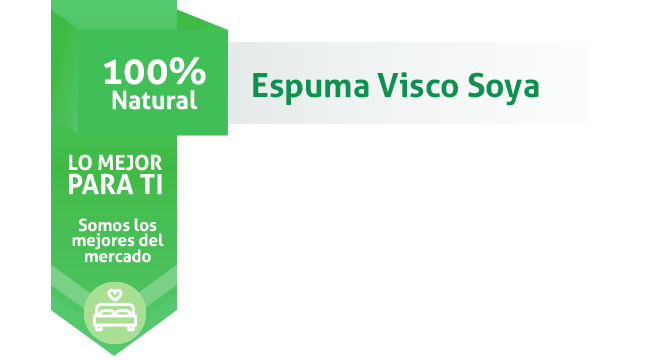 100%
Natural
Espuma Visco Soya
LO MEJOR
PARA TI
Somos los
mejores del
mercado